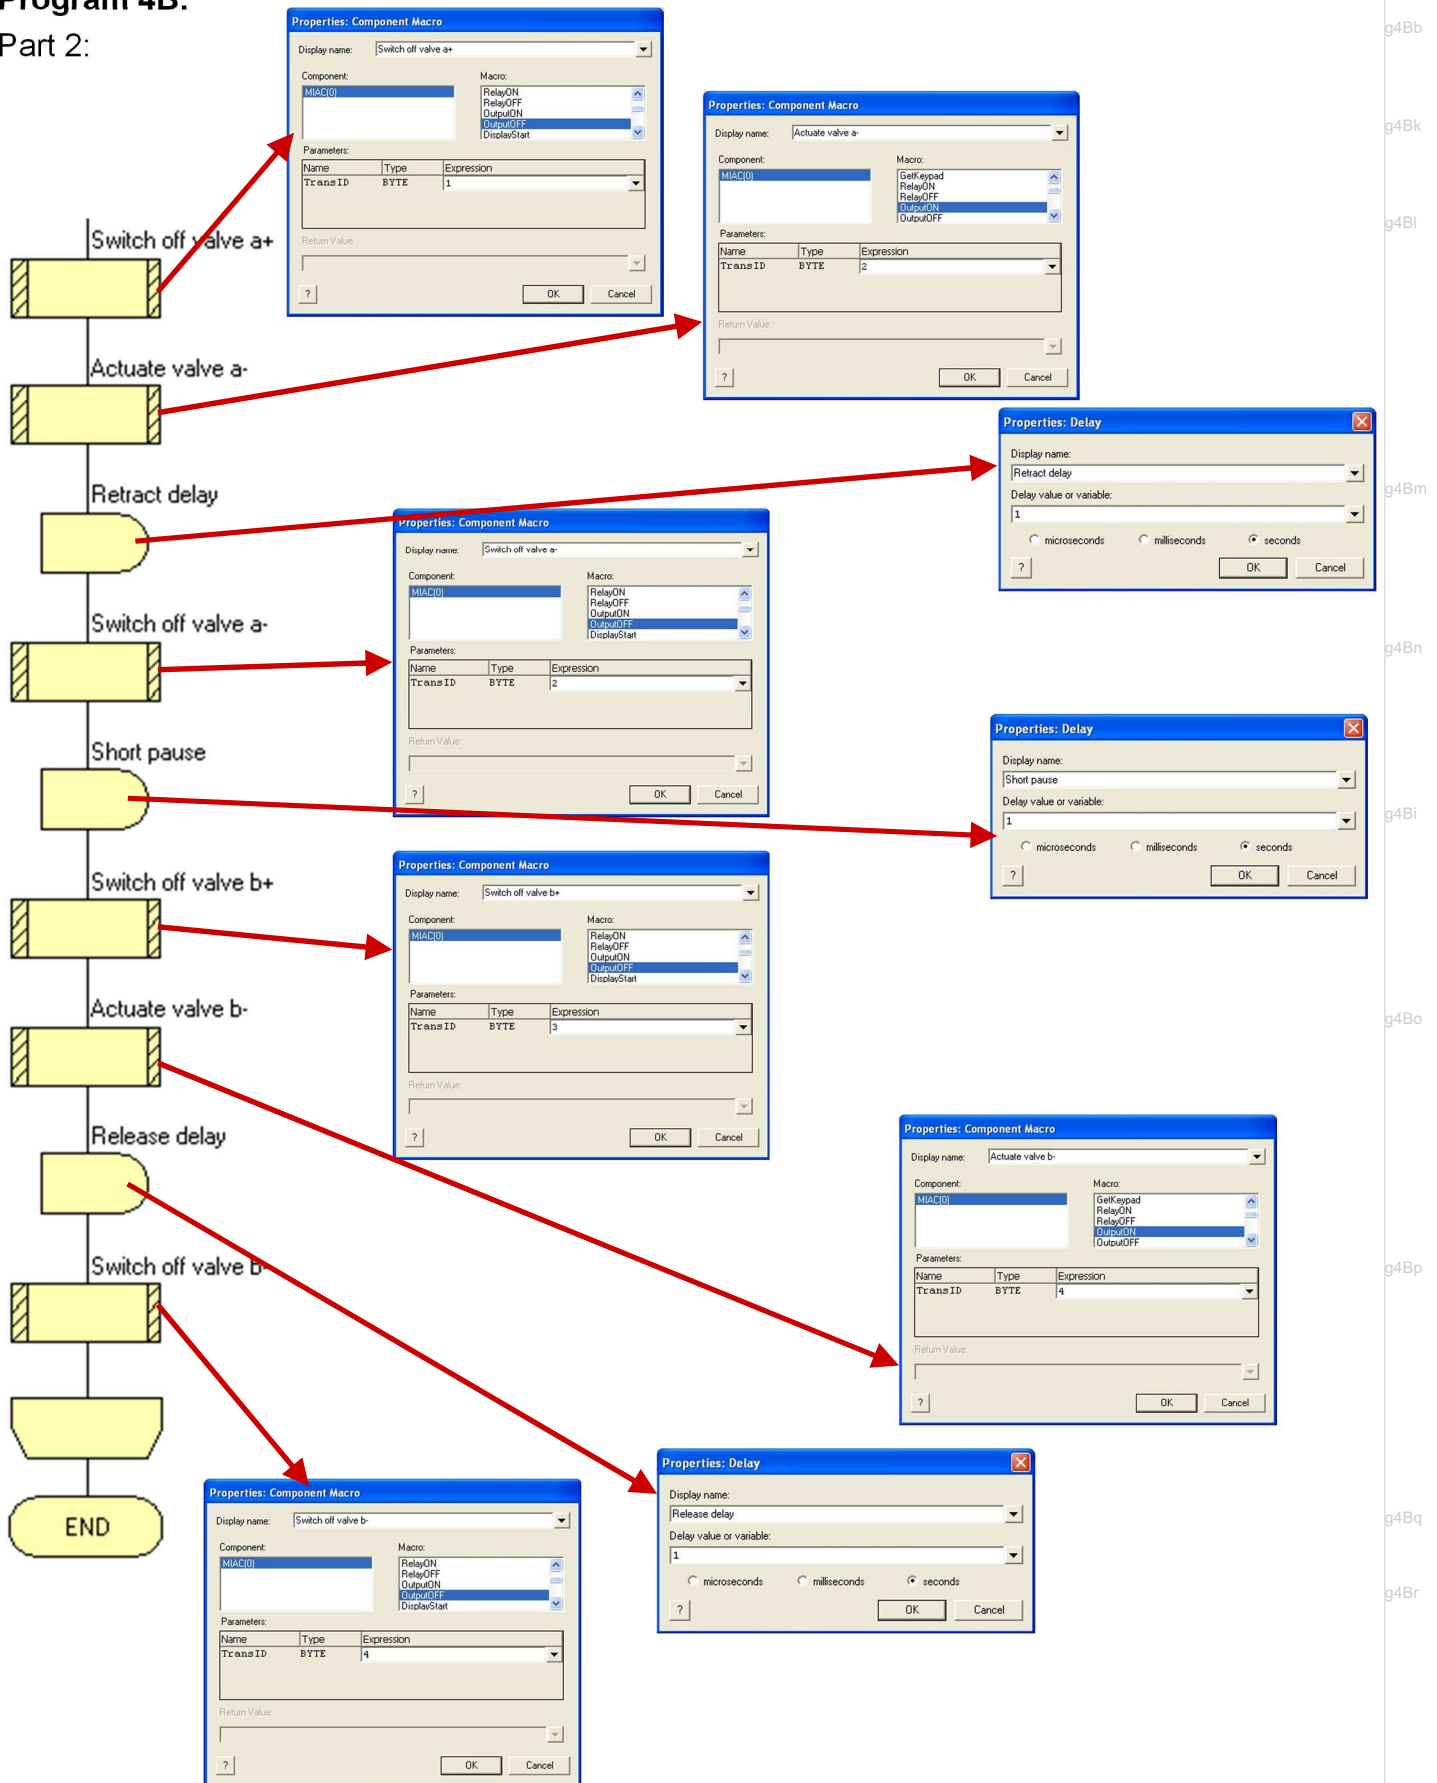 Program 4B:
Part 2:
Properties: Component Macro
Display name: Switch off valve a+
Component: Macro:
MIAC(0)
RelayON
RelayOFF
OutputON
OutputOFF
DisplayStart
Parameters:
Name Type Expression
TransID BYTE 1
Return Value:
? OK Cancel
Properties: Component Macro
Display name: Actuate valve a-
Component: Macro:
MIAC(0)
GetKeypad
RelayON
RelayOFF
OutputON
OutputOFF
Parameters:
Name Type Expression
TransID BYTE 2
Return Value:
? OK Cancel
Switch off valve a+
Actuate valve a-
Retract delay
Switch off valve a-
Short pause
Switch off valve b+
Actuate valve b-
Release delay
Switch off valve b-
END
Properties: Delay
Display name:
Retract delay
Delay value or variable:
1
microseconds milliseconds seconds
? OK Cancel
Properties: Component Macro
Display name: Switch off valve a-
Component: Macro:
MIAC(0)
RelayON
RelayOFF
OutputON
OutputOFF
DisplayStart
Parameters:
Name Type Expression
TransID BYTE 2
Return Value:
? OK Cancel
Properties: Delay
Display name:
Short pause
Delay value or variable:
1
microseconds milliseconds seconds
? OK Cancel
Properties: Component Macro
Display name: Switch off valve b+
Component: Macro:
MIAC(0)
RelayON
RelayOFF
OutputON
OutputOFF
DisplayStart
Parameters:
Name Type Expression
TransID BYTE 3
Return Value:
? OK Cancel
Properties: Component Macro
Display name: Actuate valve b-
Component: Macro:
MIAC(0)
GetKeypad
RelayON
RelayOFF
OutputON
OutputOFF
Parameters:
Name Type Expression
TransID BYTE 4
Return Value:
? OK Cancel
Properties: Delay
Display name:
Release delay
Delay value or variable:
1
microseconds milliseconds seconds
? OK Cancel
Properties: Component Macro
Display name: Switch off valve b-
Component: Macro:
MIAC(0)
RelayON
RelayOFF
OutputON
OutputOFF
DisplayStart
Parameters:
Name Type Expression
TransID BYTE 4
Return Value:
? OK Cancel
g4Bb
g4Bk
g4Bl
g4Bm
g4Bn
g4Bi
g4Bo
g4Bp
g4Bq
g4Br